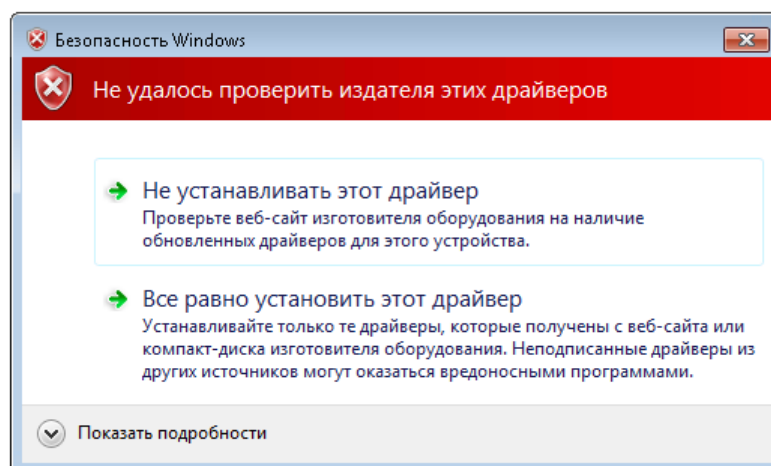 Безопасность Windows
Не удалось проверить издателя этих драйверов
Не устанавливать этот драйвер
Проверьте веб-сайт изготовителя оборудования на наличие
обновленных драйверов для этого устройства.
Все равно установить этот драйвер
Устанавливайте только те драйверы, которые получены с веб-сайта или
компакт-диска изготовителя оборудования. Неподписанные драйверы из
других источников могут оказаться вредоносными программами.
Показать подробности